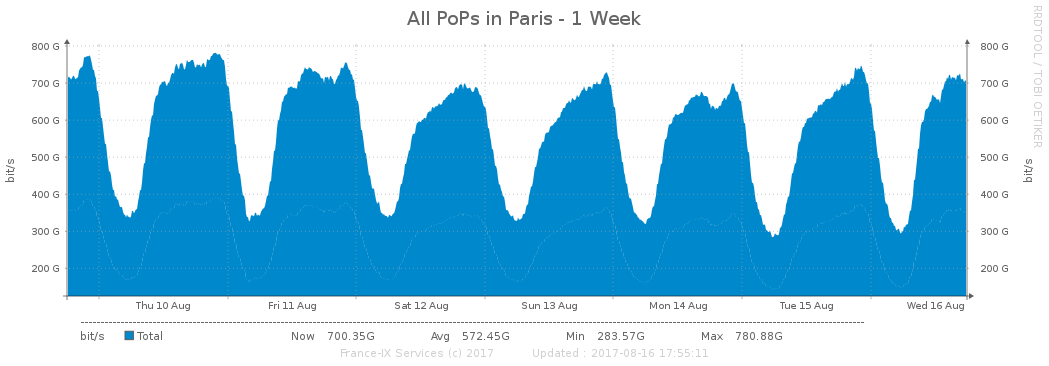 All PoPs in Paris - 1 Week
RRDTOOL / TOBI OETIKER
bit/s
800 G
700 G
600 G
500 G
400 G
300 G
200 G
800 G
700 G
600 G
500 G
400 G
300 G
200 G
bit/s
Thu 10 Aug Fri 11 Aug Sat 12 Aug Sun 13 Aug Mon 14 Aug Tue 15 Aug Wed 16 Aug
bit/s Total Now 700.35G Avg 572.45G Min 283.57G Max 780.88G
France-IX Services (c) 2017 Updated : 2017-08-16 17:55:11